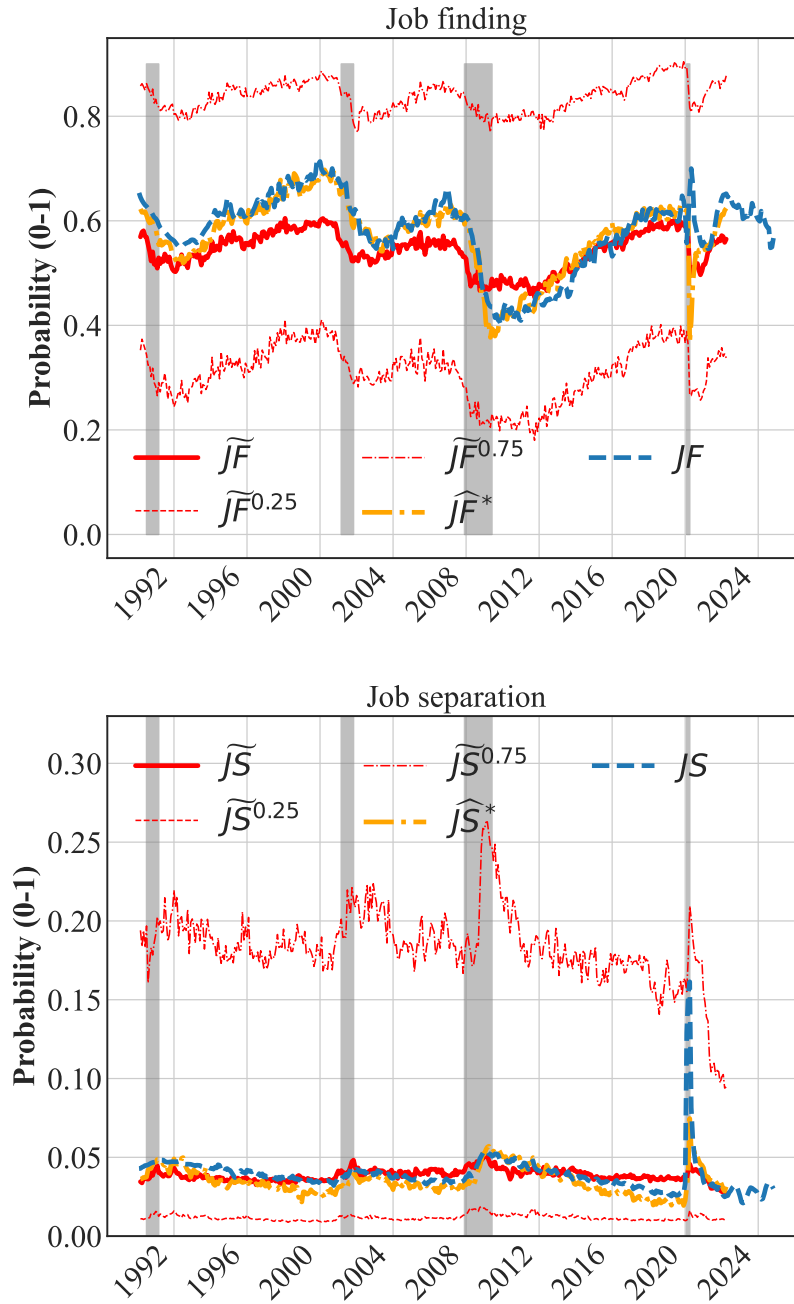 Job finding
Probability (0-1)
0.8
0.6
0.4
0.2
0.0
J͠F J͠F^0.75 JF
J͠F^0.25 ĴF^*
1992 1996 2000 2004 2008 2012 2016 2020 2024
Job separation
Probability (0-1)
0.30
0.25
0.20
0.15
0.10
0.05
0.00
J͠S J͠S^0.75 JS
J͠S^0.25 ĴS^*
1992 1996 2000 2004 2008 2012 2016 2020 2024